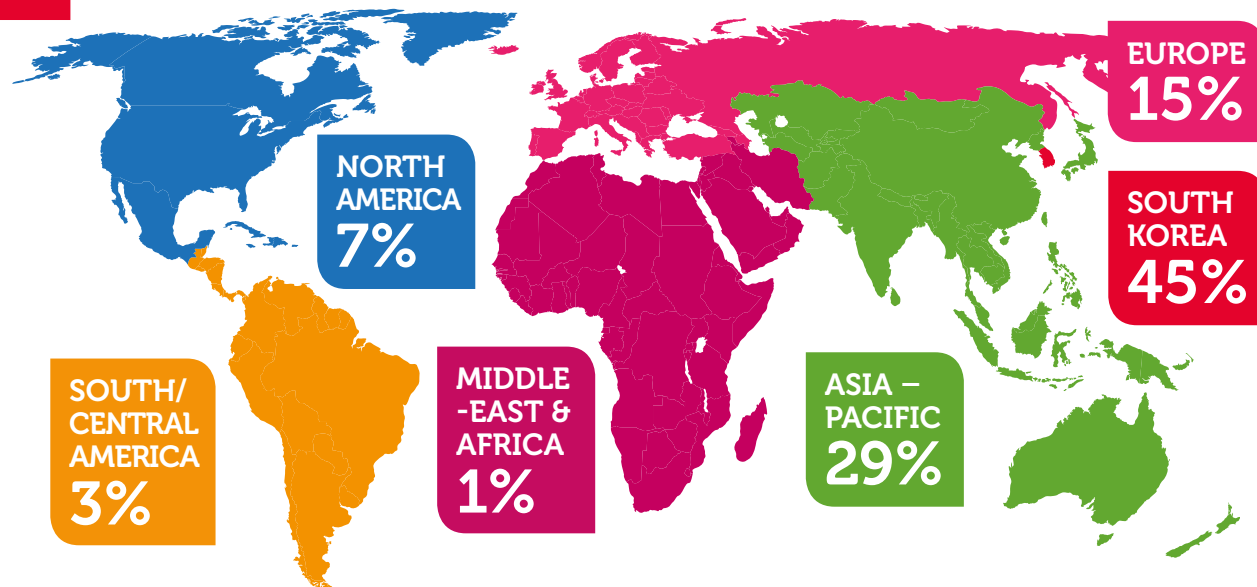 EUROPE
15%
NORTH
AMERICA
7%
SOUTH
KOREA
45%
SOUTH/
CENTRAL
AMERICA
3%
MIDDLE
-EAST &
AFRICA
1%
ASIA –
PACIFIC
29%